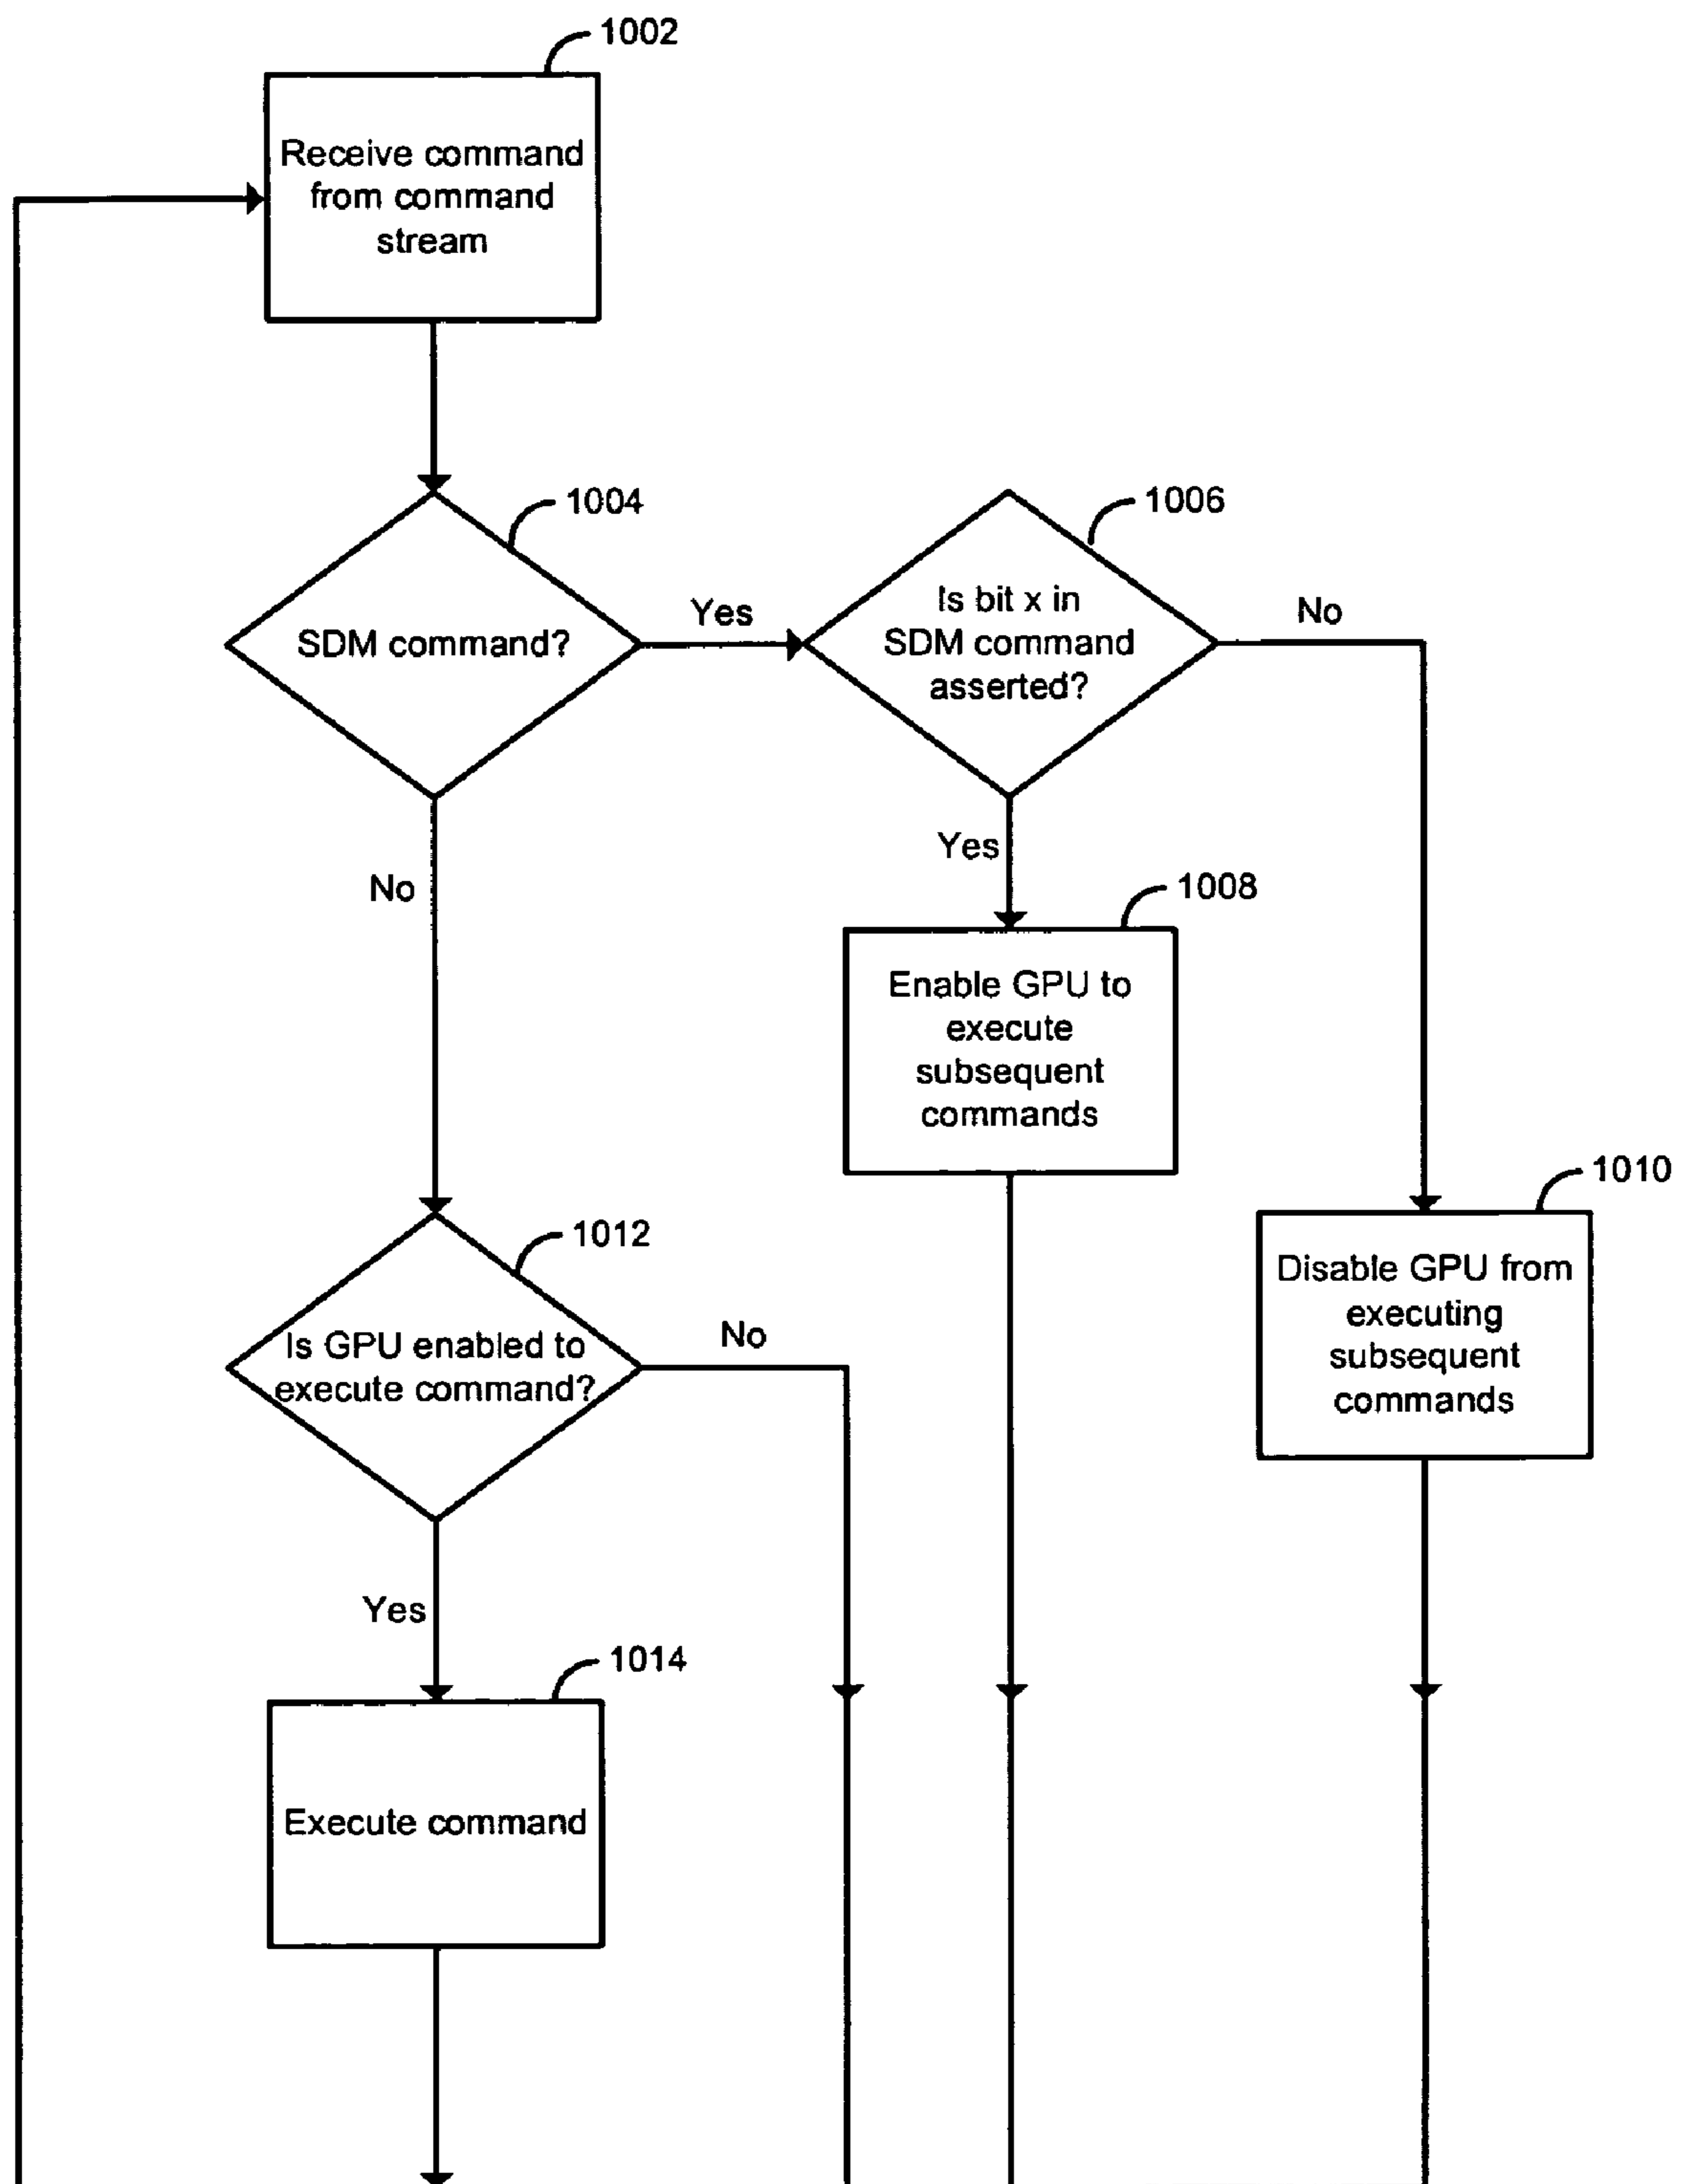 1002
Receive command
from command
stream
1004
SDM command?
Yes
1006
Is bit x in
SDM command
asserted?
No
Yes
No
1008
Enable GPU to
execute
subsequent
commands
1010
Disable GPU from
executing
subsequent
commands
1012
Is GPU enabled to
execute command?
No
Yes
1014
Execute command